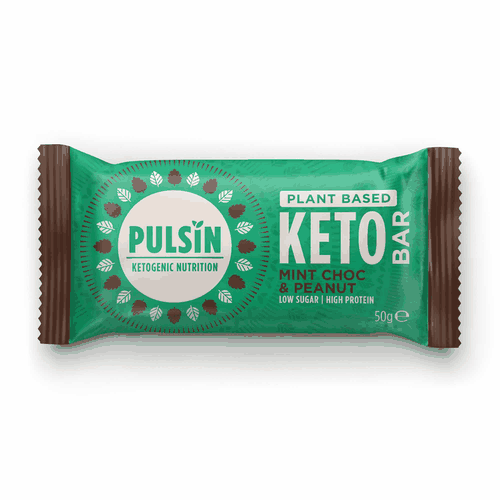 PULSiN
KETOGENIC NUTRITION
PLANT BASED
KETO
BAR
MINT CHOC
& PEANUT
LOW SUGAR | HIGH PROTEIN
50g ℮